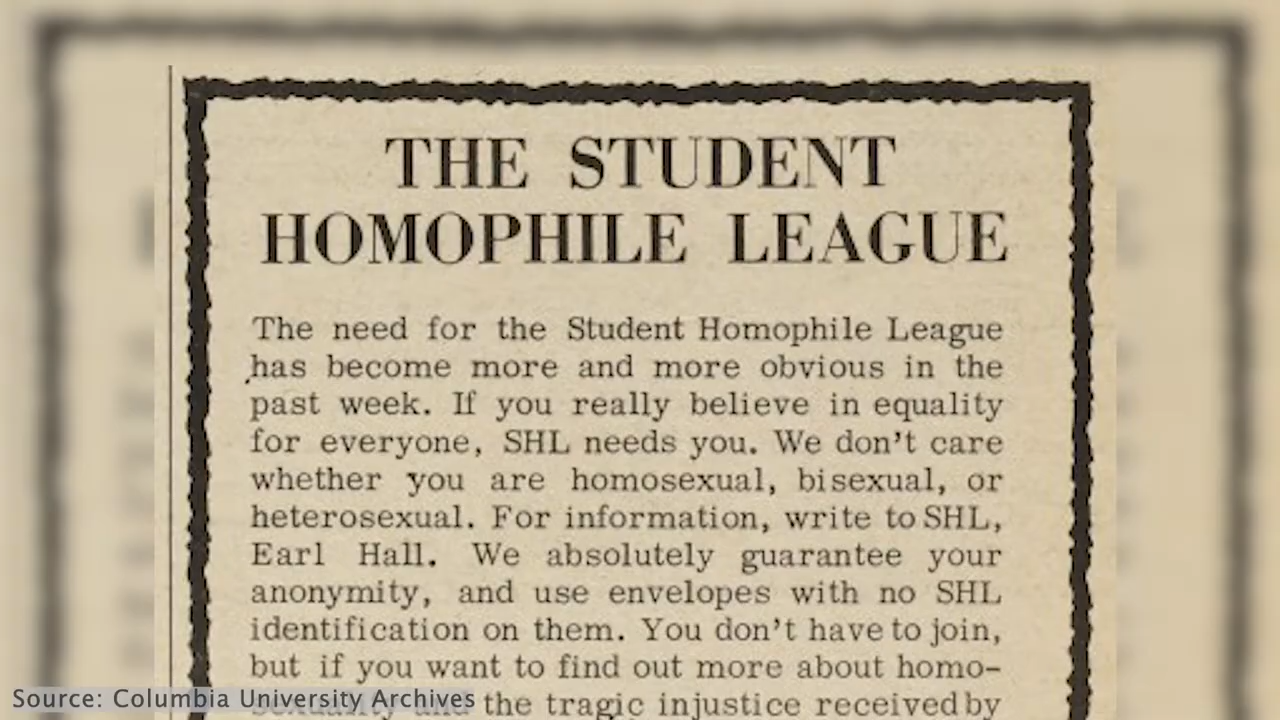 THE STUDENT
HOMOPHILE LEAGUE
The need for the Student Homophile League
has become more and more obvious in the
past week. If you really believe in equality
for everyone, SHL needs you. We don't care
whether you are homosexual, bisexual, or
heterosexual. For information, write to SHL,
Earl Hall. We absolutely guarantee your
anonymity, and use envelopes with no SHL
identification on them. You don't have to join,
but if you want to find out more about homo-
sexuality and the tragic injustice received by
Source: Columbia University Archives